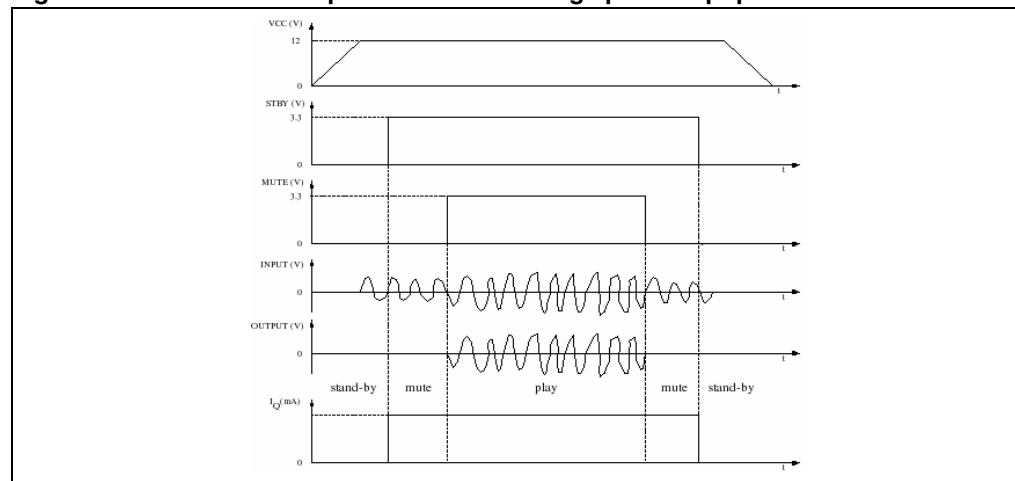 VCC (V)
12
0
t
STBY (V)
3.3
0
t
MUTE (V)
3.3
0
t
INPUT (V)
0
t
OUTPUT (V)
0
t
stand-by mute play mute stand-by
IQ(mA)
0
t